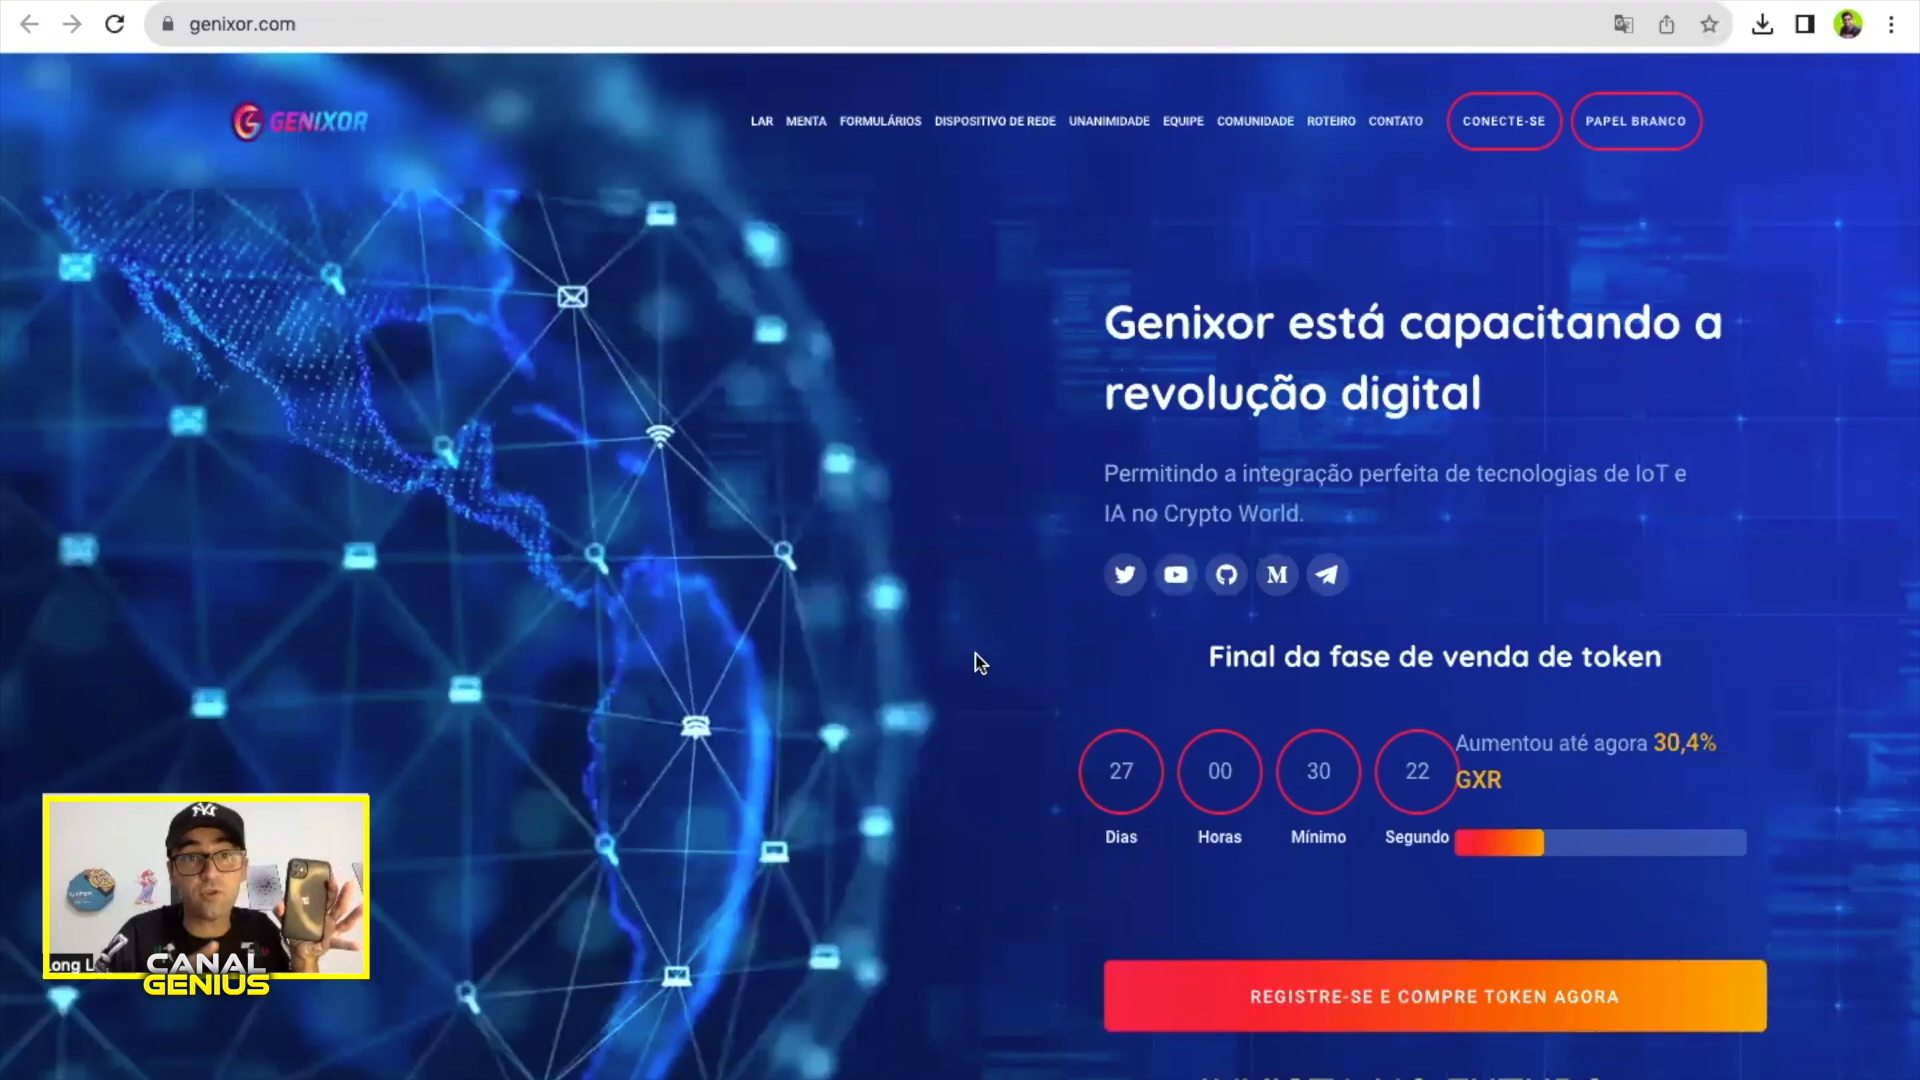 genixor.com
GENIXOR
LAR MENTA FORMULÁRIOS DISPOSITIVO DE REDE UNANIMIDADE EQUIPE COMUNIDADE ROTEIRO CONTATO CONECTE-SE PAPEL BRANCO
Genixor está capacitando a
revolução digital
Permitindo a integração perfeita de tecnologias de IoT e
IA no Crypto World.
Final da fase de venda de token
27 00 30 22
Dias Horas Mínimo Segundo
Aumentou até agora 30,4%
GXR
REGISTRE-SE E COMPRE TOKEN AGORA
CANAL
GENIUS